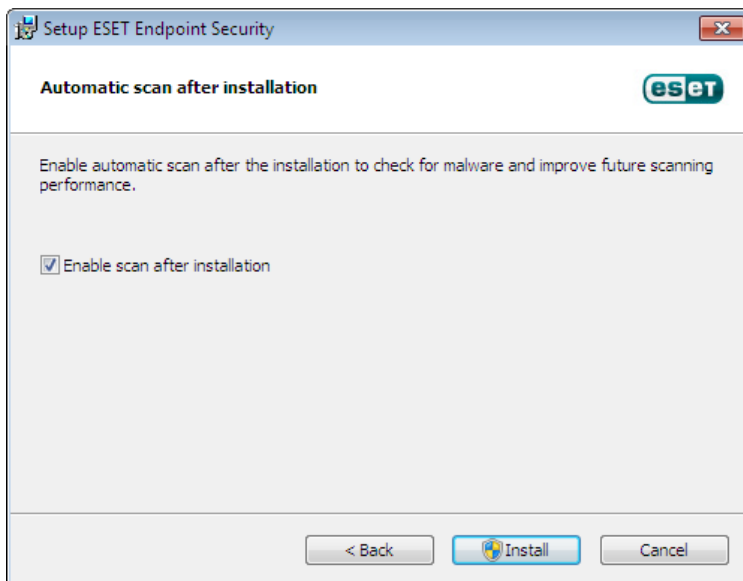 Setup ESET Endpoint Security
Automatic scan after installation
eseT
Enable automatic scan after the installation to check for malware and improve future scanning
performance.
Enable scan after installation
< Back
Install
Cancel